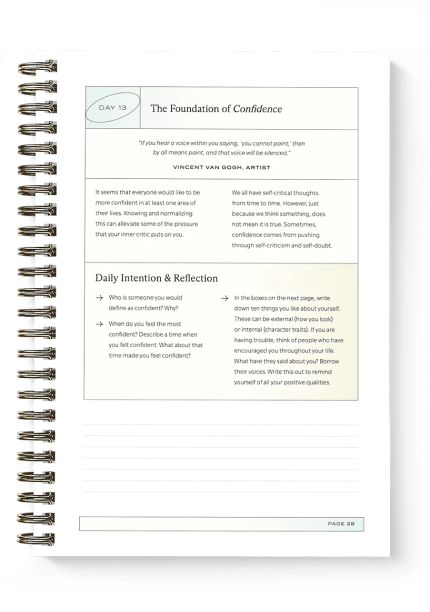 DAY 13
The Foundation of Confidence
"If you hear a voice within you saying, 'you cannot paint,' then
by all means paint, and that voice will be silenced."
VINCENT VAN GOGH, ARTIST
It seems that everyone would like to be
more confident in at least one area of
their lives. Knowing and normalizing
this can alleviate some of the pressure
that your inner critic puts on you.
We all have self-critical thoughts
from time to time. However, just
because we think something, does
not mean it is true. Sometimes,
confidence comes from pushing
through self-criticism and self-doubt.
Daily Intention & Reflection
→ Who is someone you would
define as confident? Why?
→ When do you feel the most
confident? Describe a time when
you felt confident. What about that
time made you feel confident?
→ In the boxes on the next page, write
down ten things you like about yourself.
These can be external (how you look)
or internal (character traits). If you are
having trouble, think of people who have
encouraged you throughout your life.
What have they said about you? Borrow
their voices. Write this out to remind
yourself of all your positive qualities.
PAGE 28